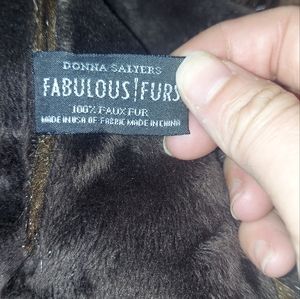 DONNA SALYERS
FABULOUS FURS
100% FAUX FUR
MADE IN USA OF FABRIC MADE IN CHINA